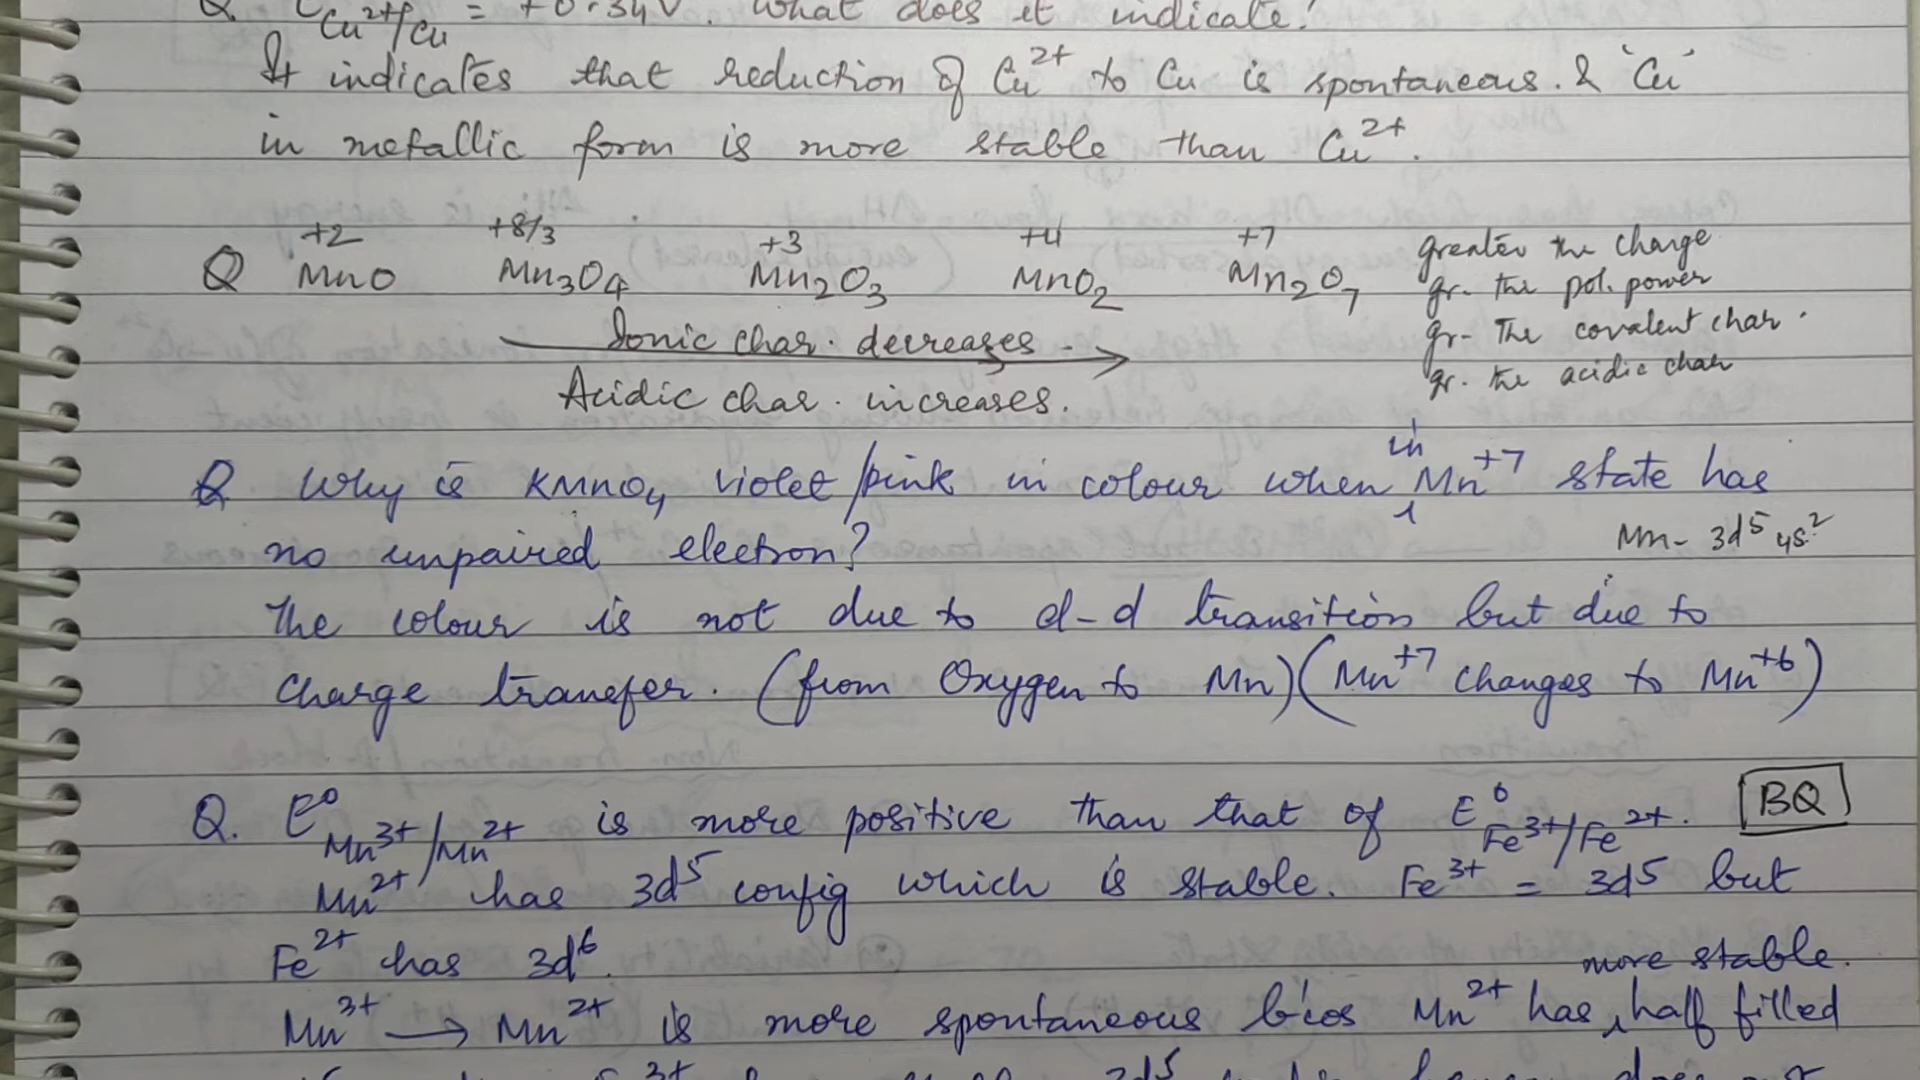 Q. E°Cu²⁺/Cu = +0.34V. What does it indicate?
It indicates that reduction of Cu²⁺ to Cu is spontaneous. & 'Cu'
in metallic form is more stable than Cu²⁺.
+2 +8/3 +3 +4 +7
Q MnO Mn₃O₄ Mn₂O₃ MnO₂ Mn₂O₇
greater the charge
gr. the pol. power
gr- The covalent char.
gr. the acidic char
Ionic char. decreases.
Acidic char. increases.
Q Why is KMnO₄ violet/pink in colour when in Mn⁺⁷ state has
no unpaired electron?
Mn- 3d⁵ 4s²
The colour is not due to d-d transition but due to
charge transfer. (from Oxygen to Mn) (Mn⁺⁷ changes to Mn⁺⁶)
Q. E°Mn³⁺/Mn²⁺ is more positive than that of E°Fe³⁺/Fe²⁺. BQ
Mn²⁺ has 3d⁵ config which is stable. Fe³⁺ = 3d⁵ but
Fe²⁺ has 3d⁶.
Mn³⁺ → Mn²⁺ is more spontaneous b'cos Mn²⁺ has more stable. half filled